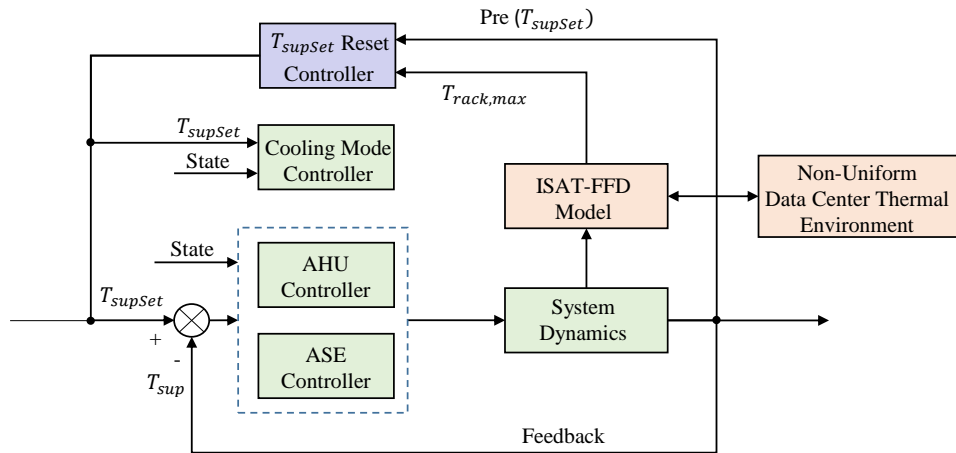 Pre (T_supSet)
T_supSet Reset
Controller
T_rack,max
T_supSet
Cooling Mode
Controller
State
ISAT-FFD
Model
Non-Uniform
Data Center Thermal
Environment
State
AHU
Controller
T_supSet
System
Dynamics
+
-
ASE
Controller
T_sup
Feedback